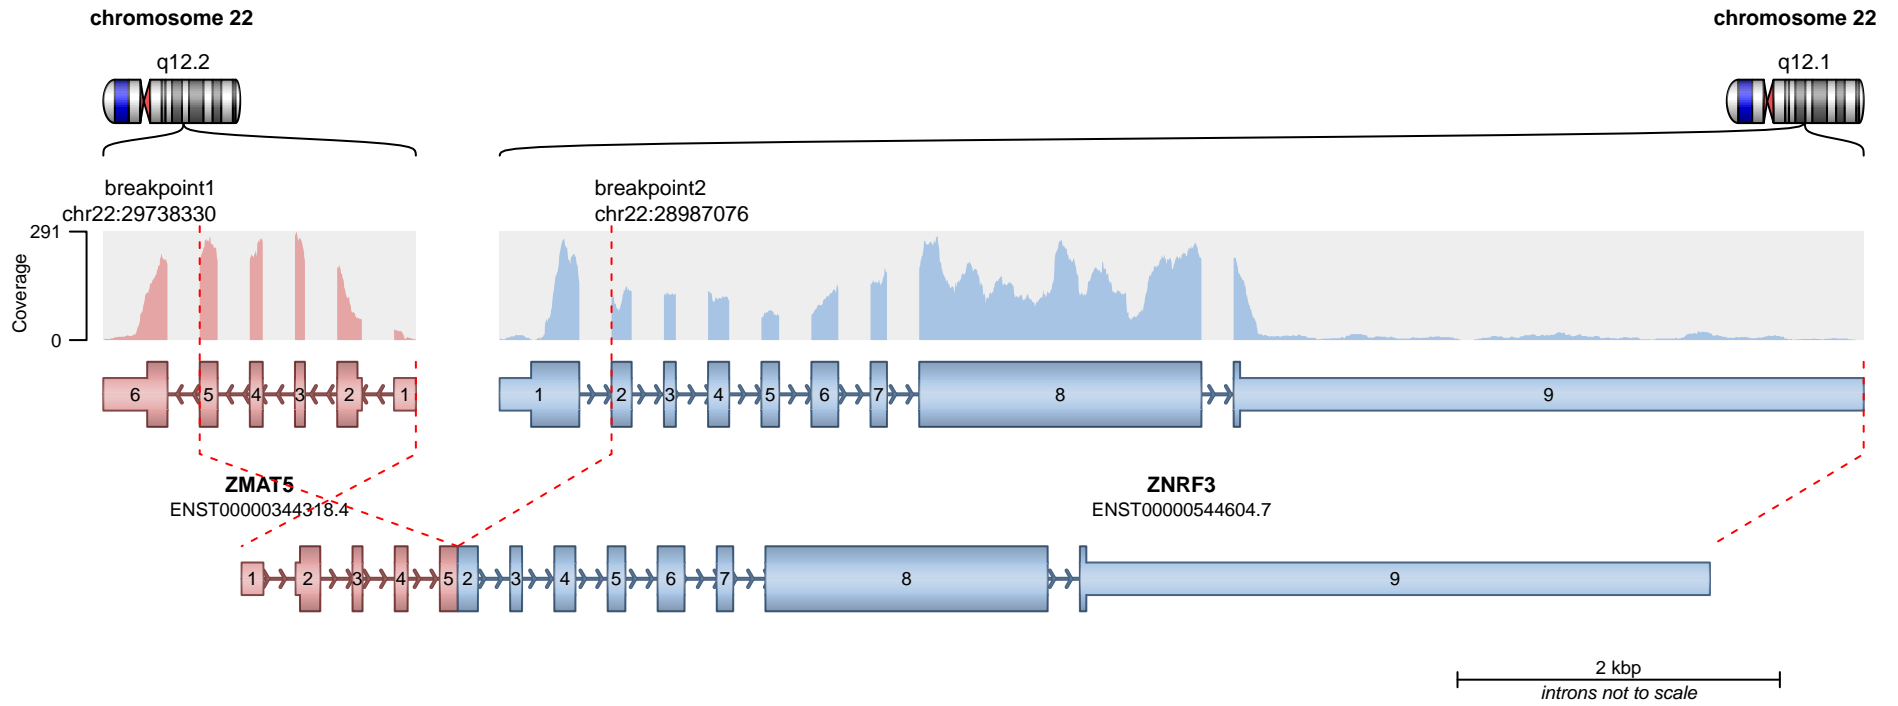 chromosome 22
chromosome 22
q12.2
q12.1
breakpoint1
chr22:29738330
breakpoint2
chr22:28987076
291
0
Coverage
6 5 4 3 2 1
1 2 3 4 5 6 7 8 9
ZMAT5
ENST00000344318.4
ZNRF3
ENST00000544604.7
1 2 3 4 5 2 3 4 5 6 7 8 9
2 kbp
introns not to scale